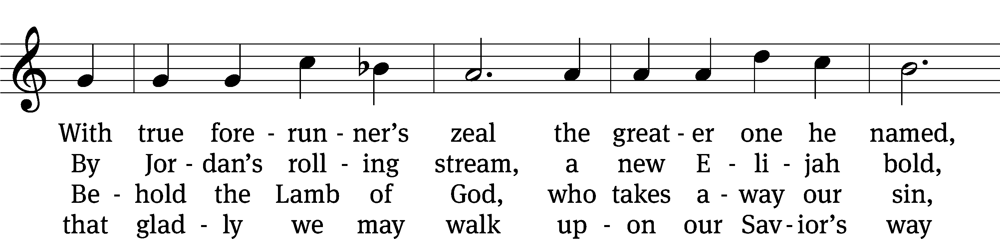 With true fore - run - ner’s zeal the great - er one he named,
By Jor - dan’s roll - ing stream, a new E - li - jah bold,
Be - hold the Lamb of God, who takes a - way our sin,
that glad - ly we may walk up - on our Sav - ior’s way